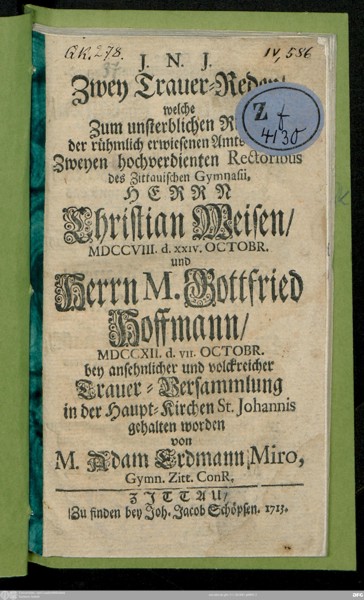 QK. 278.
IV, 586
J. N. J.
Zwey Trauer-Reden/
welche
Zum unsterblichen
der rühmlich erwiesenen
Zweyen hochverdienten Rectoribus
des Zittauischen Gymnasii,
HERRN
Christian Weisen/
MDCCVIII. d. XXIV. OCTOBR.
und
Herrn M. Gottfried
Hoffmann/
MDCCXII. d. VII. OCTOBR.
bey ansehnlicher und volckreicher
Trauer-Versammlung
in der Haupt-Kirchen St. Johannis
gehalten worden
von
M. Adam Erdmann Miro,
Gymn. Zitt. ConR.
ZITTAU/
Zu finden bey Joh. Jacob Schöpsen. 1713.
Z
4130
DFG